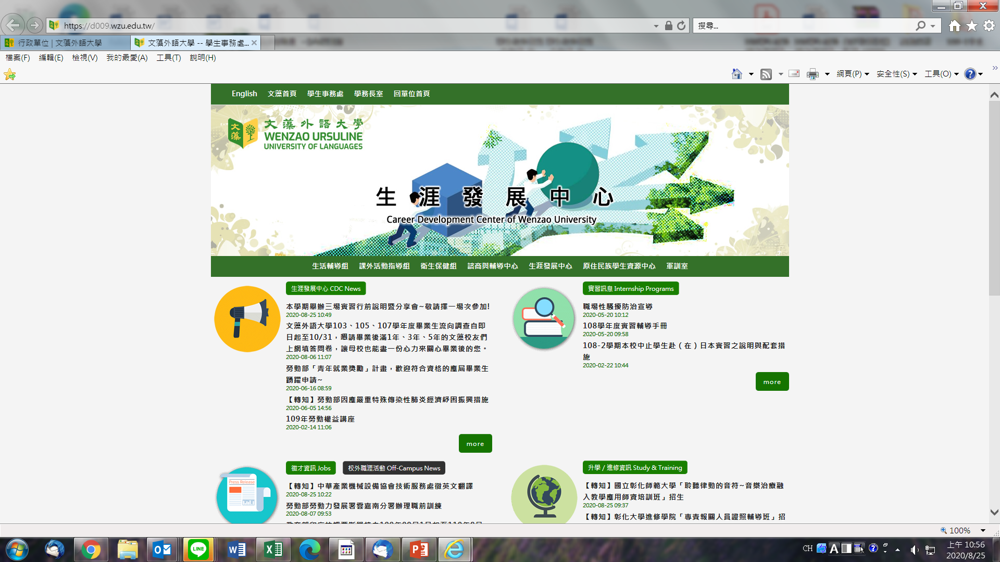 https://d009.wzu.edu.tw/
搜尋...
行政單位 | 文藻外語大學
文藻外語大學 -- 學生事務處...
檔案(F) 編輯(E) 檢視(V) 我的最愛(A) 工具(T) 說明(H)
網頁(P) 安全性(S) 工具(O)
English 文藻首頁 學生事務處 學務長室 回單位首頁
文藻
文藻外語大學
WENZAO URSULINE
UNIVERSITY OF LANGUAGES
生涯發展中心
Career Development Center of Wenzao University
生活輔導組 課外活動指導組 衛生保健組 諮商與輔導中心 生涯發展中心 原住民族學生資源中心 軍訓室
生涯發展中心 CDC News
本學期舉辦三場實習行前說明暨分享會~敬請擇一場次參加!
2020-08-25 10:49
文藻外語大學103、105、107學年度畢業生流向調查自即
日起至10/31，懇請畢業後滿1年、3年、5年的文藻校友們
上網填答問卷，讓母校也能盡一份心力來關心畢業後的您。
2020-08-06 11:07
勞動部「青年就業獎勵」計畫，歡迎符合資格的應屆畢業生
踴躍申請~
2020-06-16 08:59
【轉知】勞動部因應嚴重特殊傳染性肺炎經濟紓困振興措施
2020-06-05 14:56
109年勞動權益講座
2020-02-14 11:06
more
實習訊息 Internship Programs
職場性騷擾防治宣導
2020-05-20 10:12
108學年度實習輔導手冊
2020-05-20 09:58
108-2學期本校中止學生赴（在）日本實習之說明與配套措
施
2020-02-22 10:44
more
Press Release
徵才資訊 Jobs 校外職涯活動 Off-Campus News
【轉知】中華產業機械設備協會技術服務處徵英文翻譯
2020-08-25 10:22
勞動部勞動力發展署雲嘉南分署辦理職前訓練
2020-08-07 09:53
升學 / 進修資訊 Study & Training
【轉知】國立彰化師範大學「聆聽律動的音符~音樂治療融
入教學應用師資培訓班」招生
2020-08-25 09:37
【轉知】彰化大學進修學院「專責報關人員證照輔導班」招
100%
LINE
CH
上午 10:56
2020/8/25